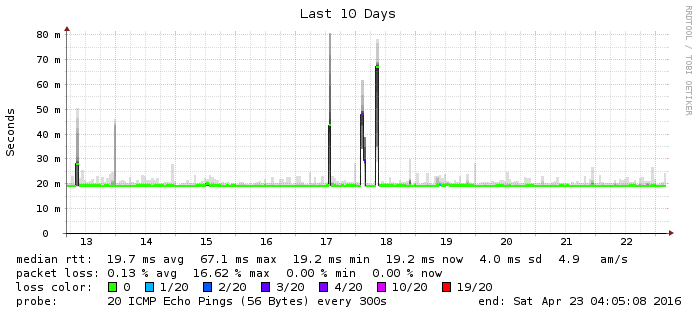 Last 10 Days
RRDTOOL / TOBI OETIKER
Seconds
80 m
70 m
60 m
50 m
40 m
30 m
20 m
10 m
0
13 14 15 16 17 18 19 20 21 22
median rtt: 19.7 ms avg 67.1 ms max 19.2 ms min 19.2 ms now 4.0 ms sd 4.9 am/s
packet loss: 0.13 % avg 16.62 % max 0.00 % min 0.00 % now
loss color: 0 1/20 2/20 3/20 4/20 10/20 19/20
probe: 20 ICMP Echo Pings (56 Bytes) every 300s end: Sat Apr 23 04:05:08 2016